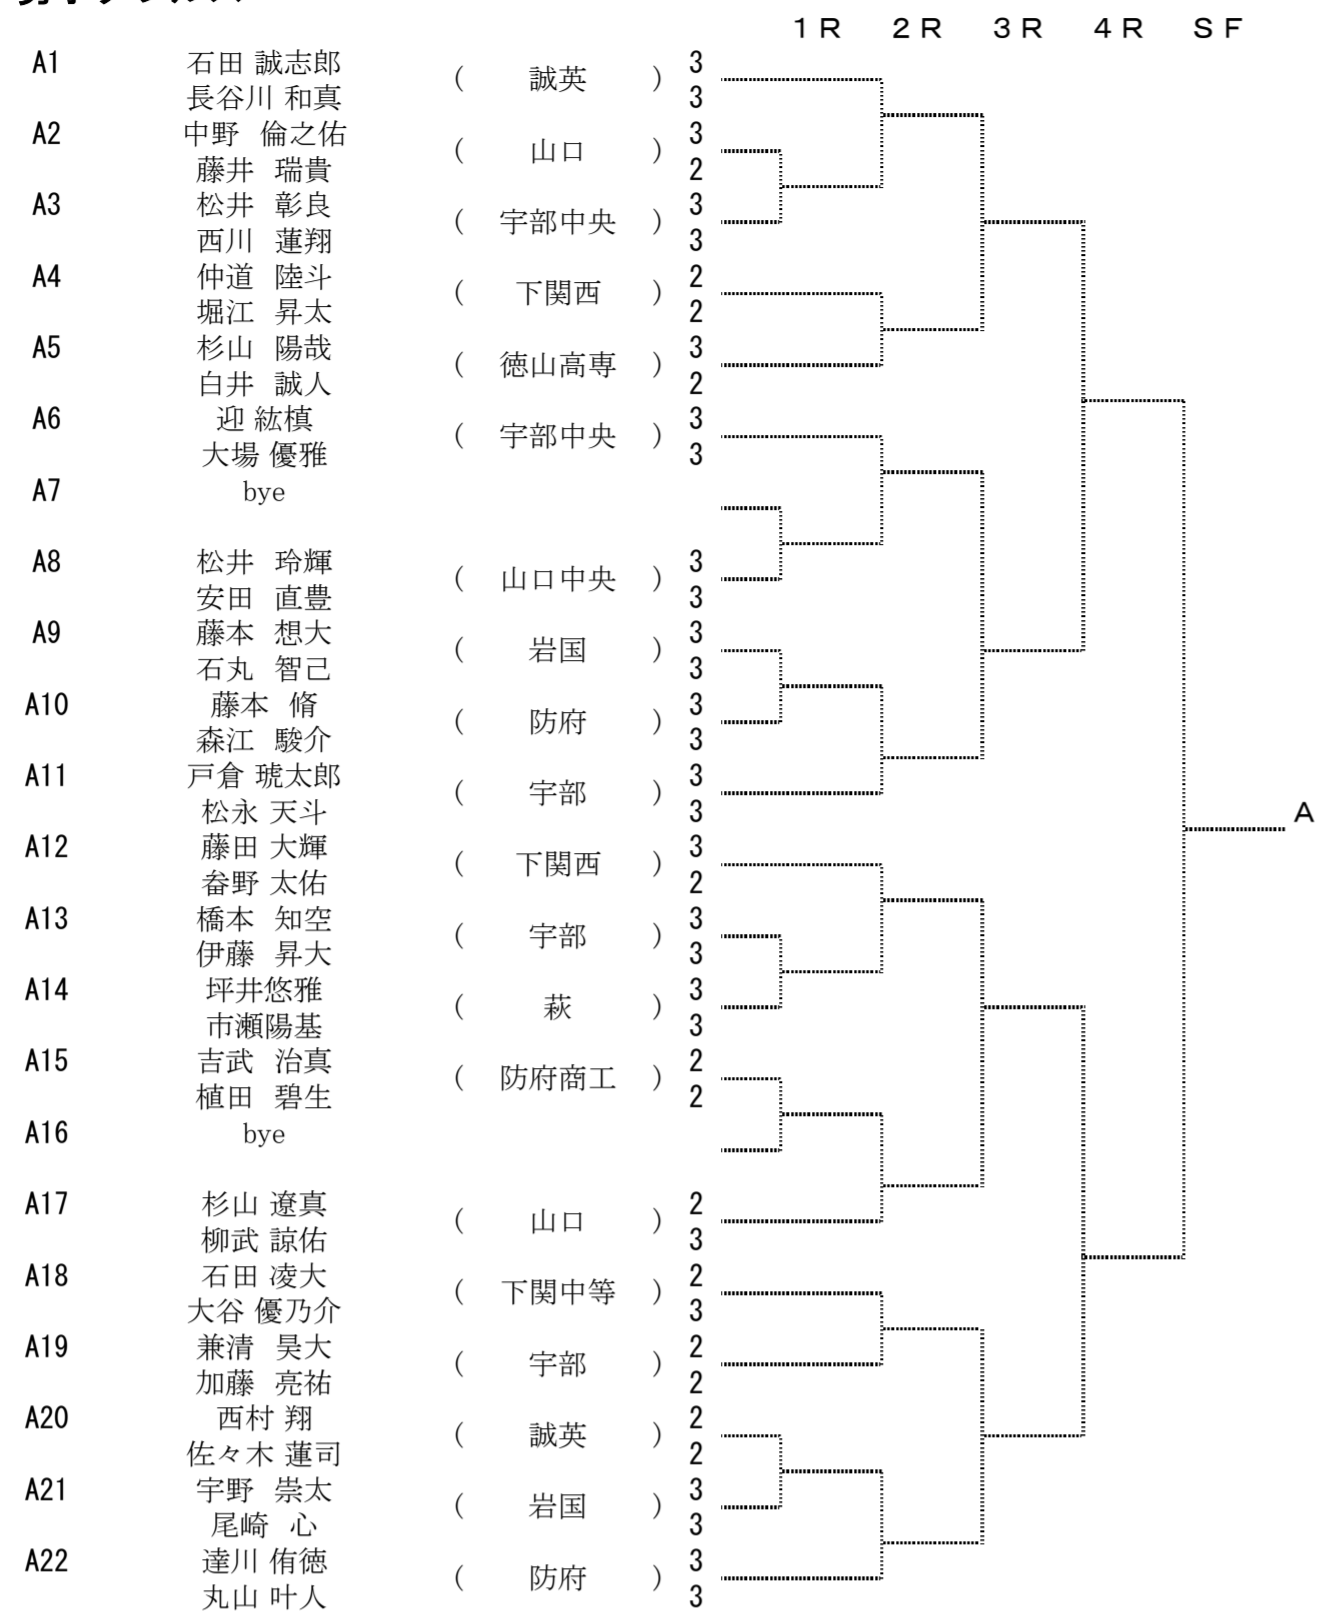 1R 2R 3R 4R SF
A1 石田 誠志郎 ( 誠英 ) 3
長谷川 和真 3
A2 中野 倫之佑 ( 山口 ) 3
藤井 瑞貴 2
A3 松井 彰良 ( 宇部中央 ) 3
西川 蓮翔 3
A4 仲道 陸斗 ( 下関西 ) 2
堀江 昇太 2
A5 杉山 陽哉 ( 徳山高専 ) 3
白井 誠人 2
A6 迎 紘槙 ( 宇部中央 ) 3
大場 優雅 3
A7 bye
A8 松井 玲輝 ( 山口中央 ) 3
安田 直豊 3
A9 藤本 想大 ( 岩国 ) 3
石丸 智己 3
A10 藤本 脩 ( 防府 ) 3
森江 駿介 3
A11 戸倉 琥太郎 ( 宇部 ) 3
松永 天斗 3
A
A12 藤田 大輝 ( 下関西 ) 3
畚野 太佑 2
A13 橋本 知空 ( 宇部 ) 3
伊藤 昇大 3
A14 坪井悠雅 ( 萩 ) 3
市瀬陽基 3
A15 吉武 治真 ( 防府商工 ) 2
植田 碧生 2
A16 bye
A17 杉山 遼真 ( 山口 ) 2
柳武 諒佑 3
A18 石田 凌大 ( 下関中等 ) 2
大谷 優乃介 3
A19 兼清 昊大 ( 宇部 ) 2
加藤 亮祐 2
A20 西村 翔 ( 誠英 ) 2
佐々木 蓮司 2
A21 宇野 崇太 ( 岩国 ) 3
尾崎 心 3
A22 達川 侑徳 ( 防府 ) 3
丸山 叶人 3